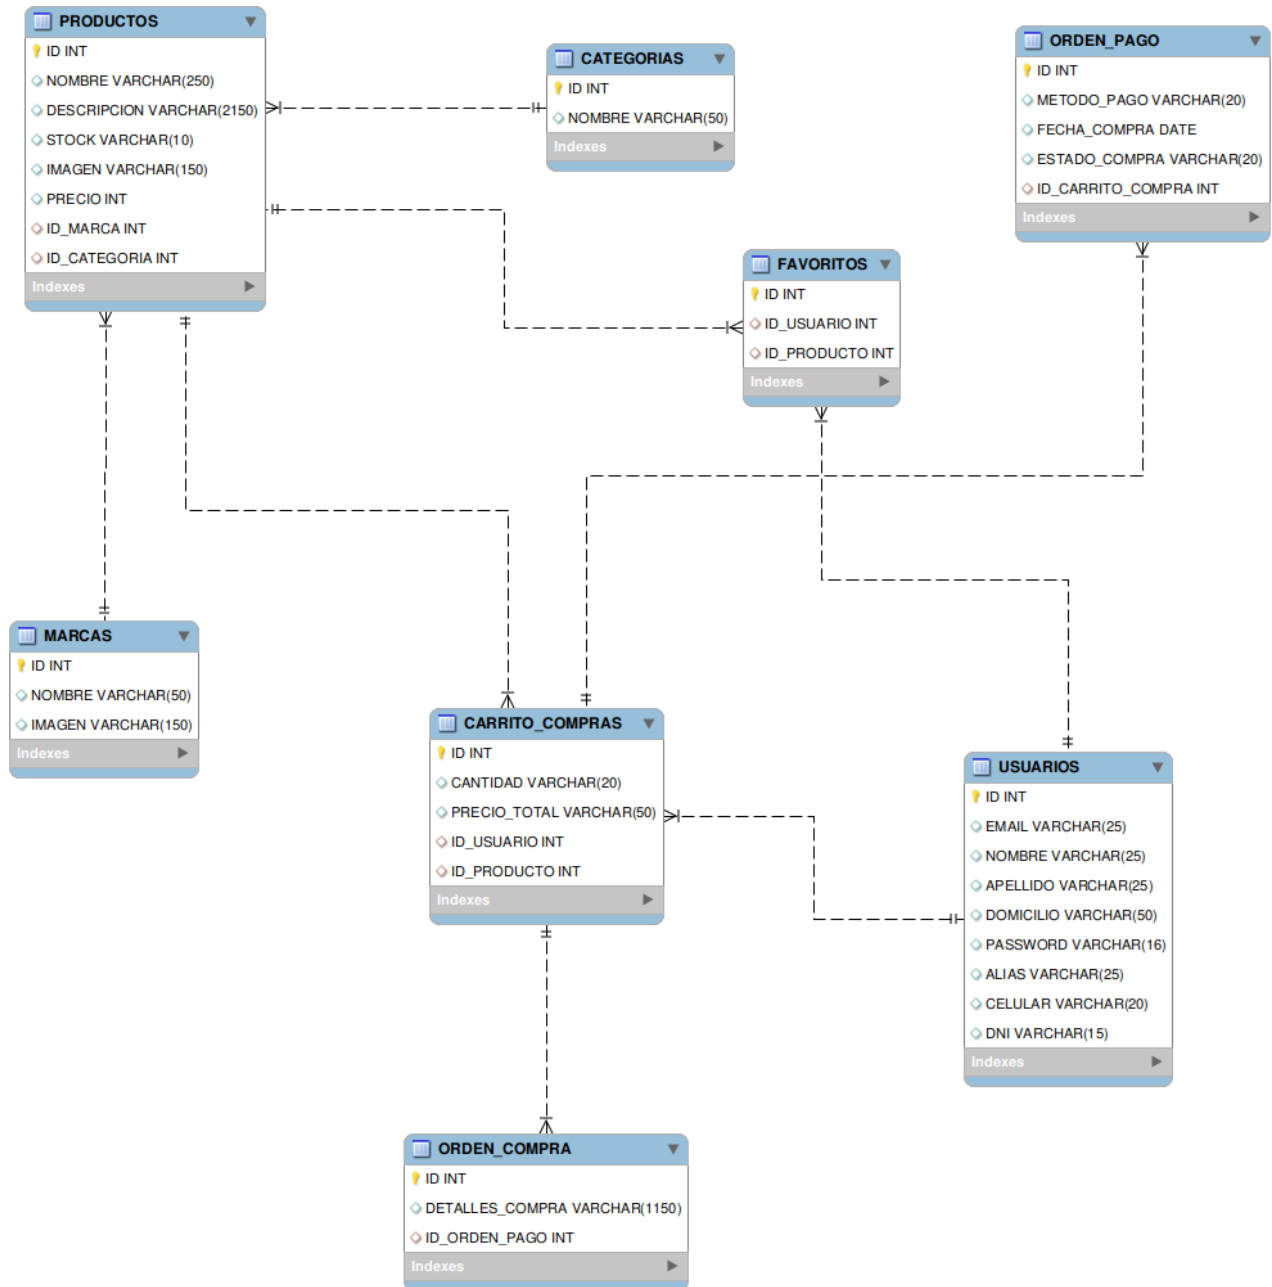 PRODUCTOS
ID INT
NOMBRE VARCHAR(250)
DESCRIPCION VARCHAR(2150)
STOCK VARCHAR(10)
IMAGEN VARCHAR(150)
PRECIO INT
ID_MARCA INT
ID_CATEGORIA INT
Indexes
CATEGORIAS
ID INT
NOMBRE VARCHAR(50)
Indexes
ORDEN_PAGO
ID INT
METODO_PAGO VARCHAR(20)
FECHA_COMPRA DATE
ESTADO_COMPRA VARCHAR(20)
ID_CARRITO_COMPRA INT
Indexes
FAVORITOS
ID INT
ID_USUARIO INT
ID_PRODUCTO INT
Indexes
MARCAS
ID INT
NOMBRE VARCHAR(50)
IMAGEN VARCHAR(150)
Indexes
CARRITO_COMPRAS
ID INT
CANTIDAD VARCHAR(20)
PRECIO_TOTAL VARCHAR(50)
ID_USUARIO INT
ID_PRODUCTO INT
Indexes
USUARIOS
ID INT
EMAIL VARCHAR(25)
NOMBRE VARCHAR(25)
APELLIDO VARCHAR(25)
DOMICILIO VARCHAR(50)
PASSWORD VARCHAR(16)
ALIAS VARCHAR(25)
CELULAR VARCHAR(20)
DNI VARCHAR(15)
Indexes
ORDEN_COMPRA
ID INT
DETALLES_COMPRA VARCHAR(1150)
ID_ORDEN_PAGO INT
Indexes